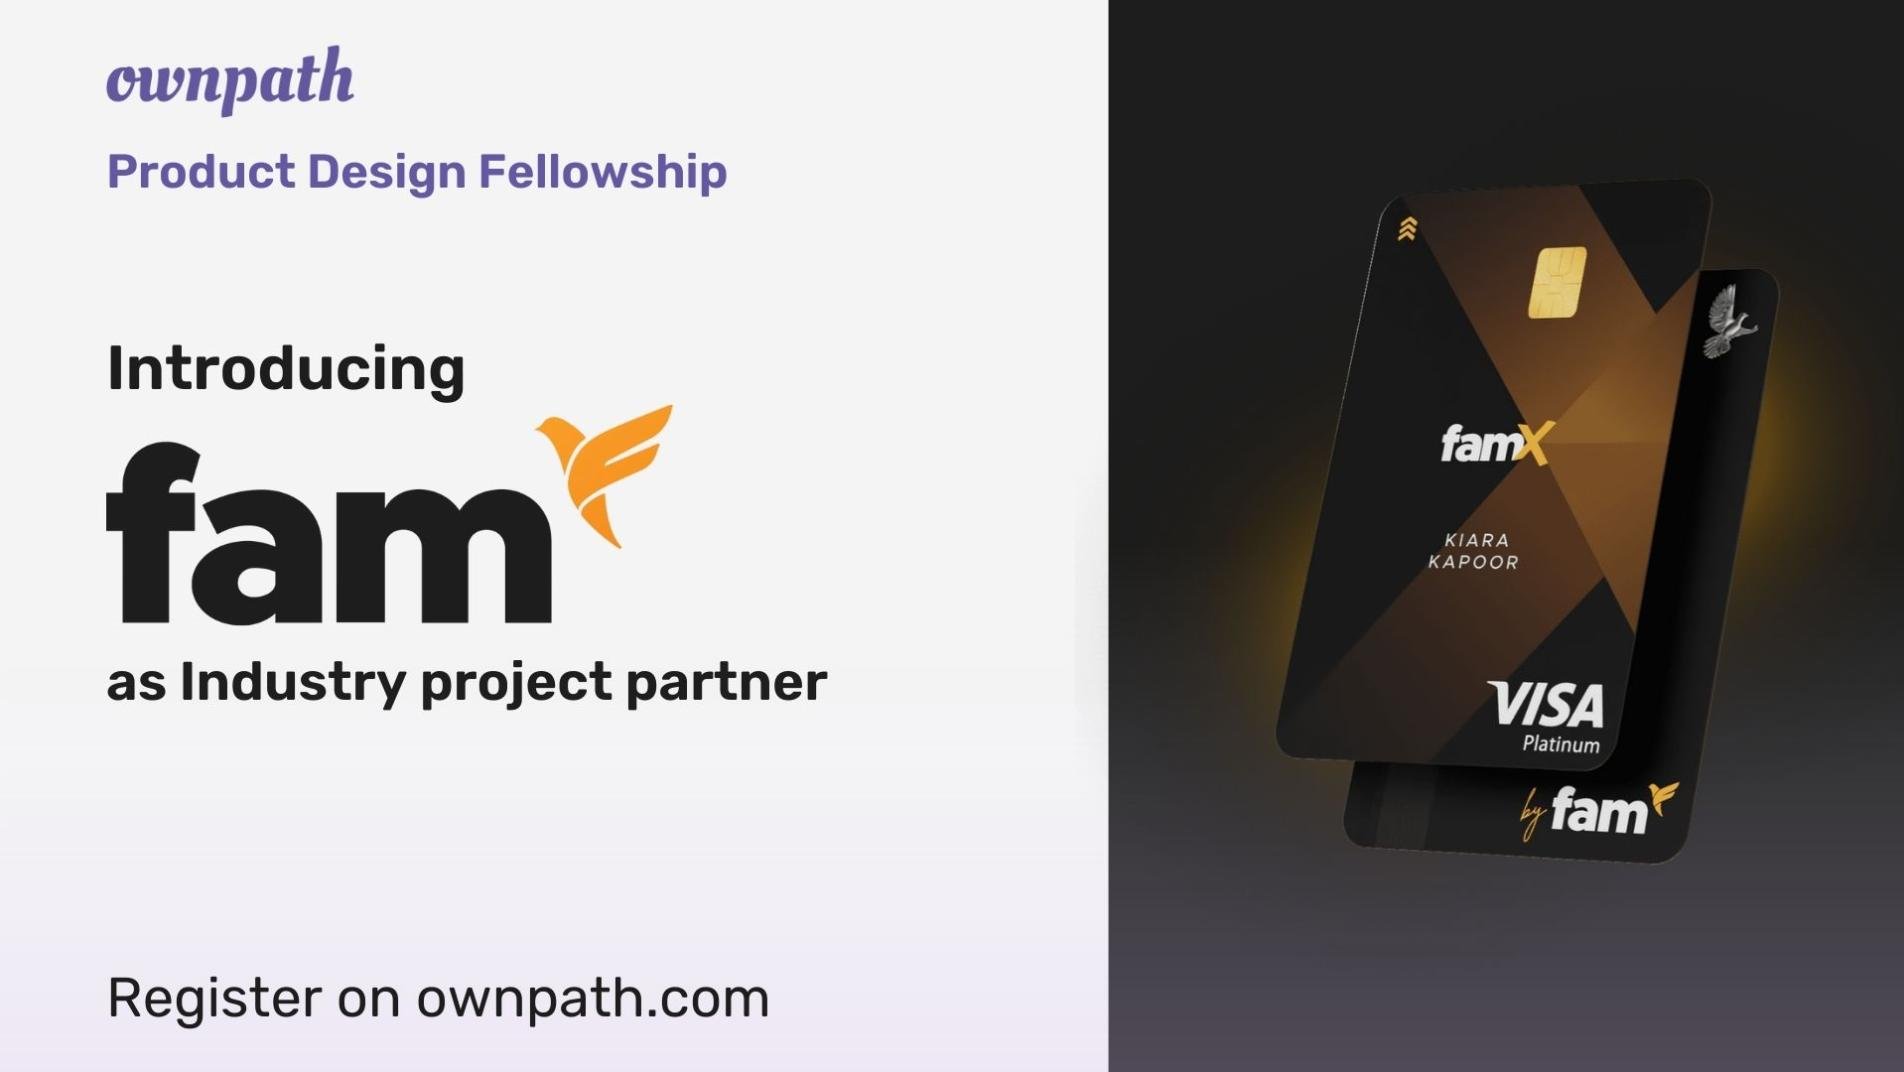 ownpath
Product Design Fellowship
Introducing
fam
as Industry project partner
Register on ownpath.com
famX
KIARA
KAPOOR
VISA
Platinum
by fam